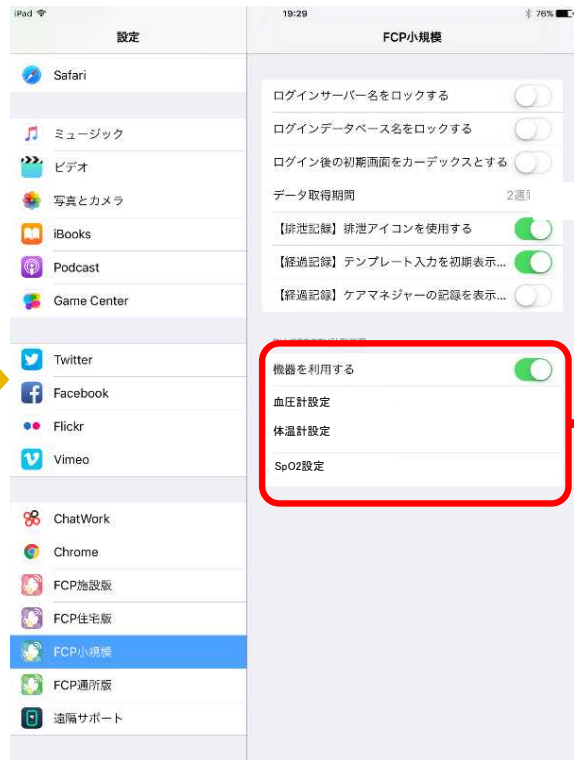 iPad
19:29
76%
設定
FCP小規模
Safari
ミュージック
ビデオ
写真とカメラ
iBooks
Podcast
Game Center
Twitter
Facebook
Flickr
Vimeo
ChatWork
Chrome
FCP施設版
FCP住宅版
FCP小規模
FCP通所版
遠隔サポート
ログインサーバー名をロックする
ログインデータベース名をロックする
ログイン後の初期画面をカーデックスとする
データ取得期間
2週
【排泄記録】排泄アイコンを使用する
【経過記録】テンプレート入力を初期表示...
【経過記録】ケアマネジャーの記録を表示...
機器を利用する
血圧計設定
体温計設定
SpO2設定